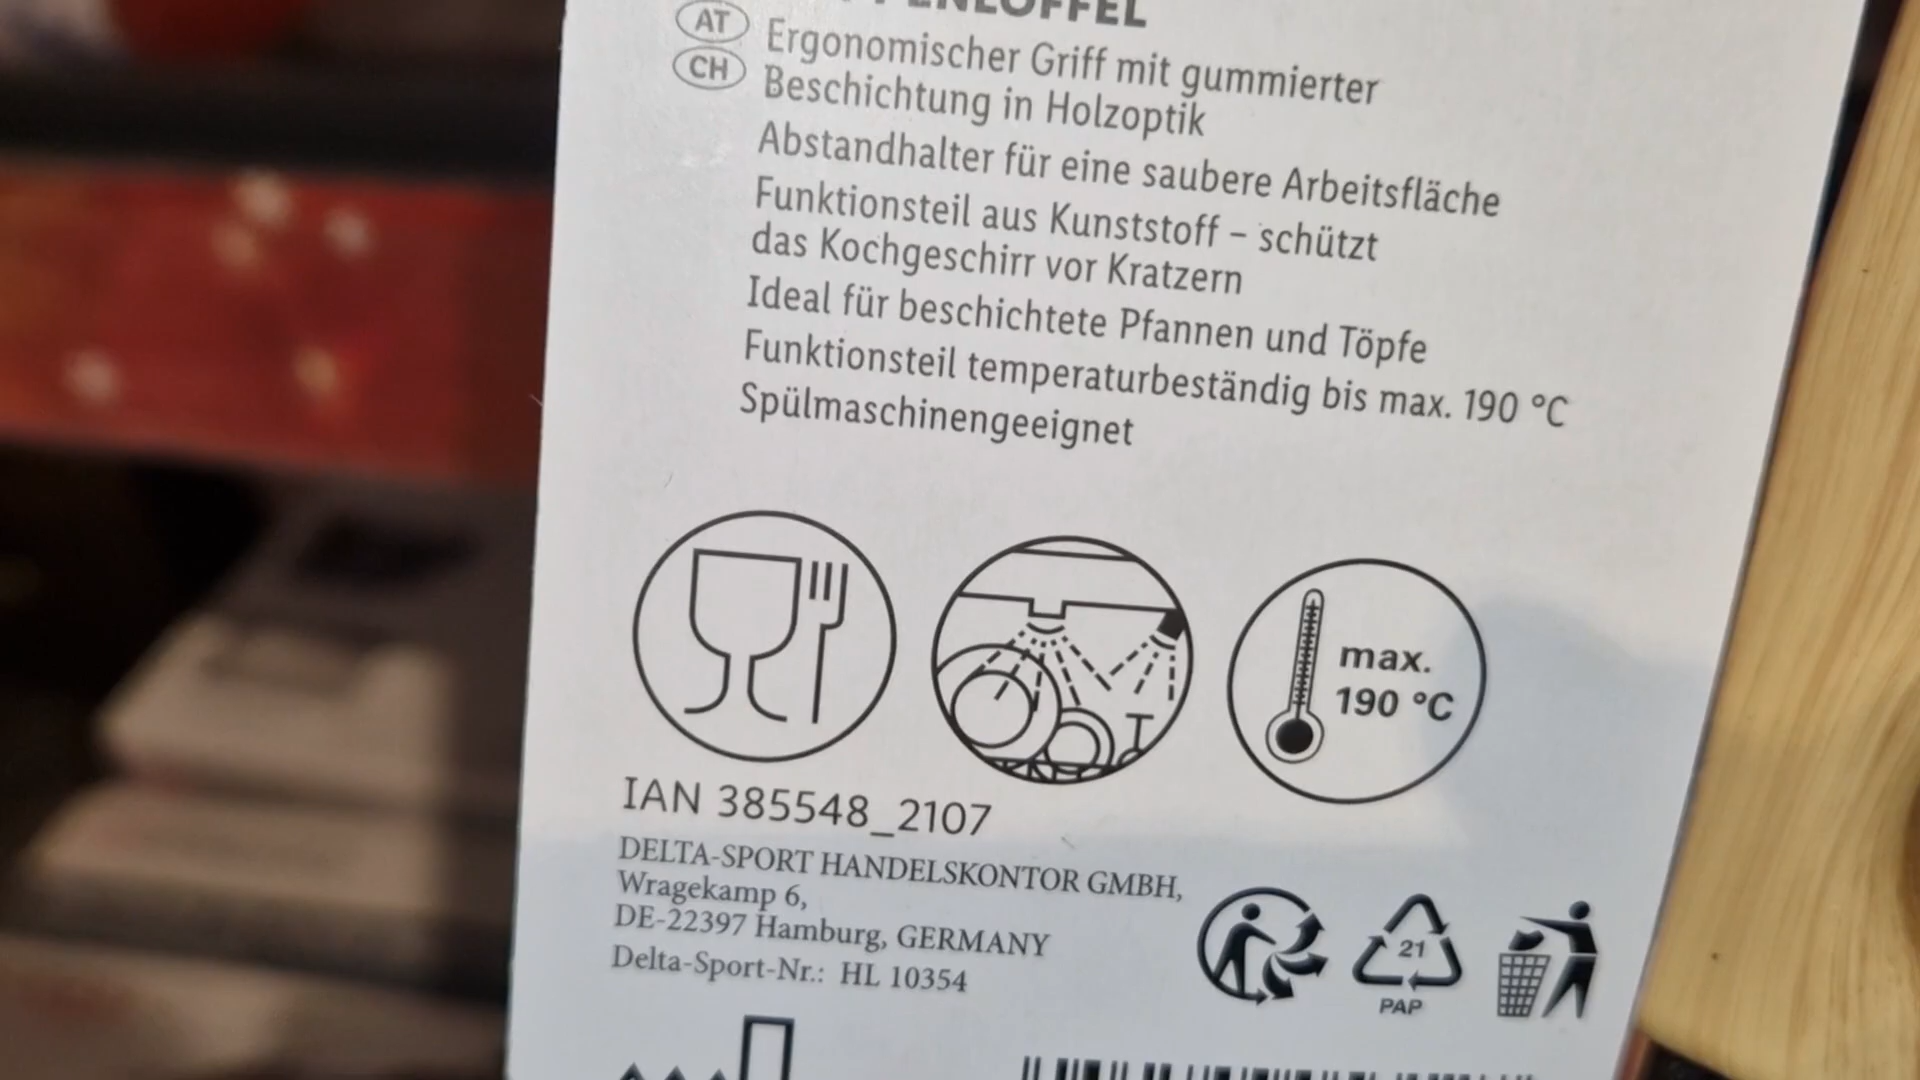 AT
CH
Ergonomischer Griff mit gummierter
Beschichtung in Holzoptik
Abstandhalter für eine saubere Arbeitsfläche
Funktionsteil aus Kunststoff – schützt
das Kochgeschirr vor Kratzern
Ideal für beschichtete Pfannen und Töpfe
Funktionsteil temperaturbeständig bis max. 190 °C
Spülmaschinengeeignet
max.
190 °C
IAN 385548_2107
DELTA-SPORT HANDELSKONTOR GMBH,
Wragekamp 6,
DE-22397 Hamburg, GERMANY
Delta-Sport-Nr.: HL 10354
21
PAP